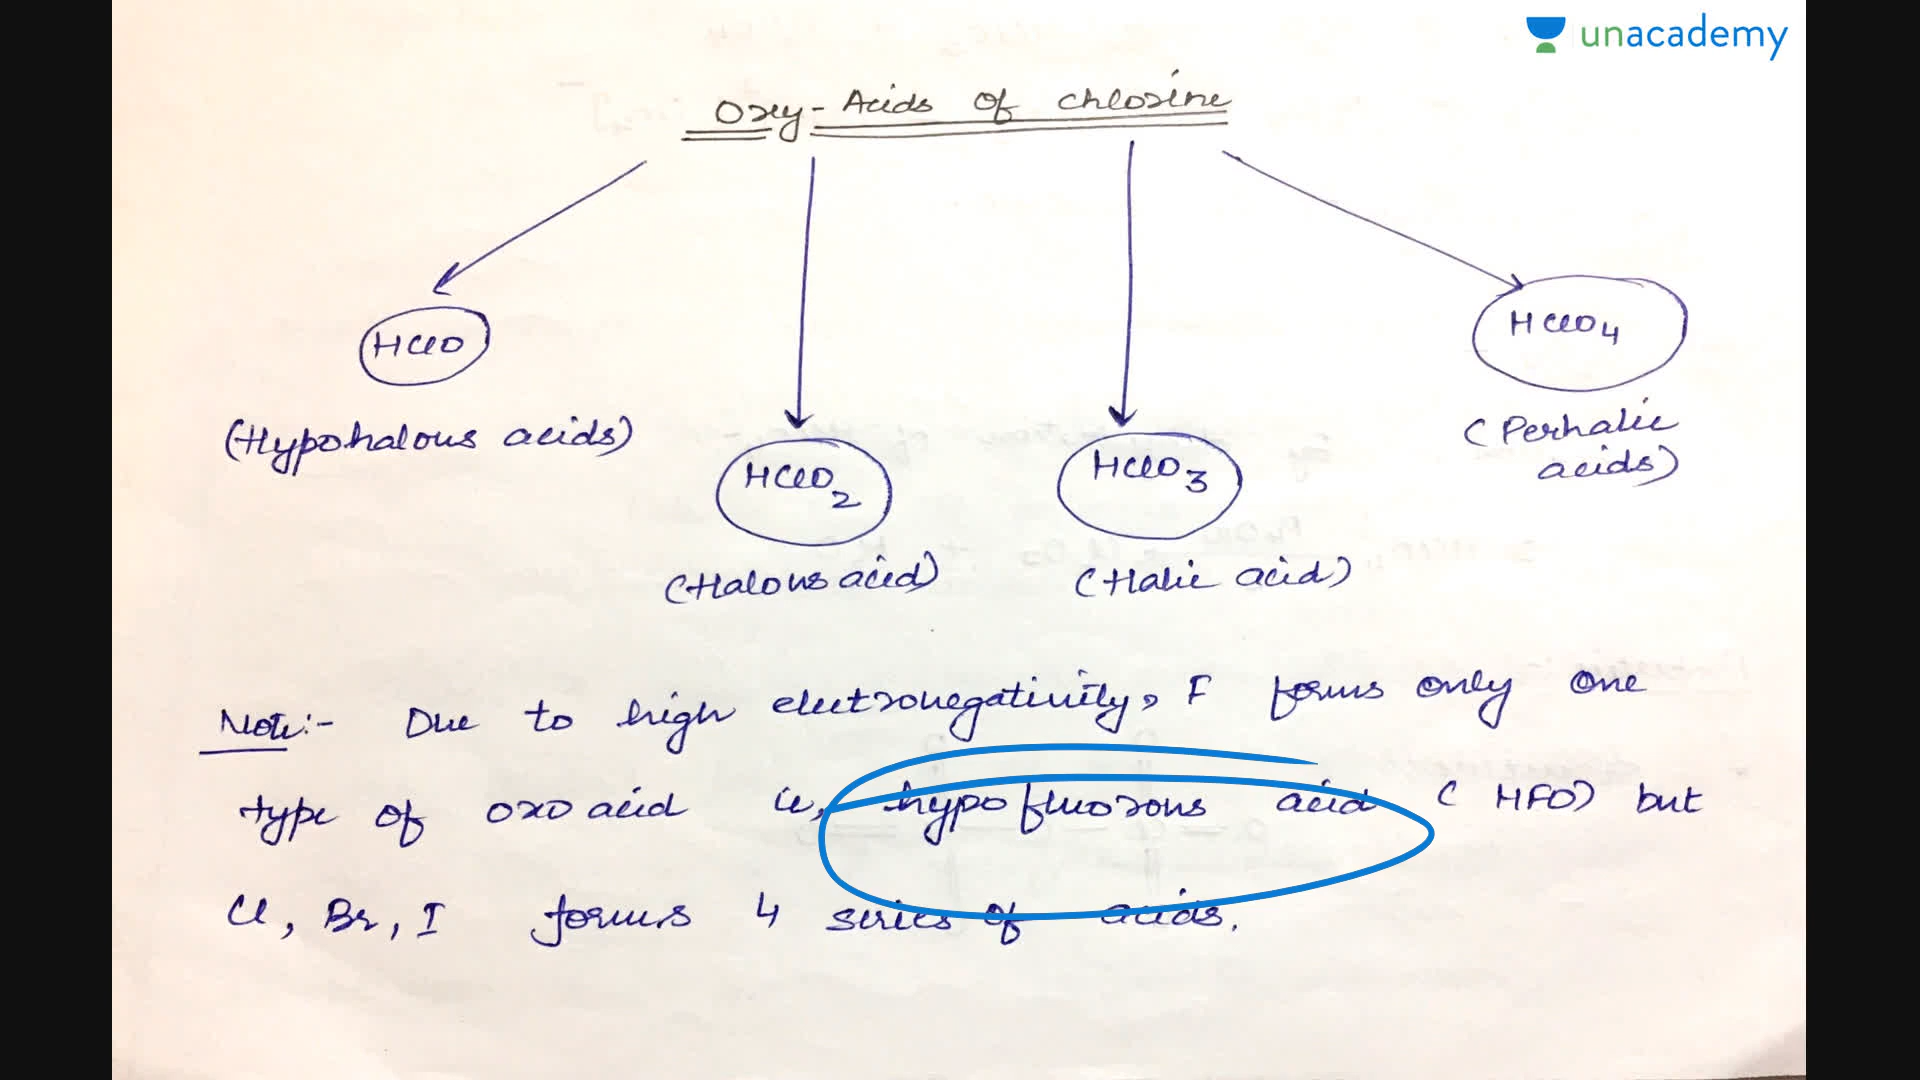 unacademy
Oxy-Acids of chlorine
HClO
HClO4
(Hypohalous acids)
(Perhalic
acids)
HClO2
HClO3
(Halous acid)
(Halic acid)
Note:- Due to high electronegativity, F forms only one
type of oxo acid ie, hypofluorous acid (HFO) but
Cl, Br, I forms 4 series of acids.